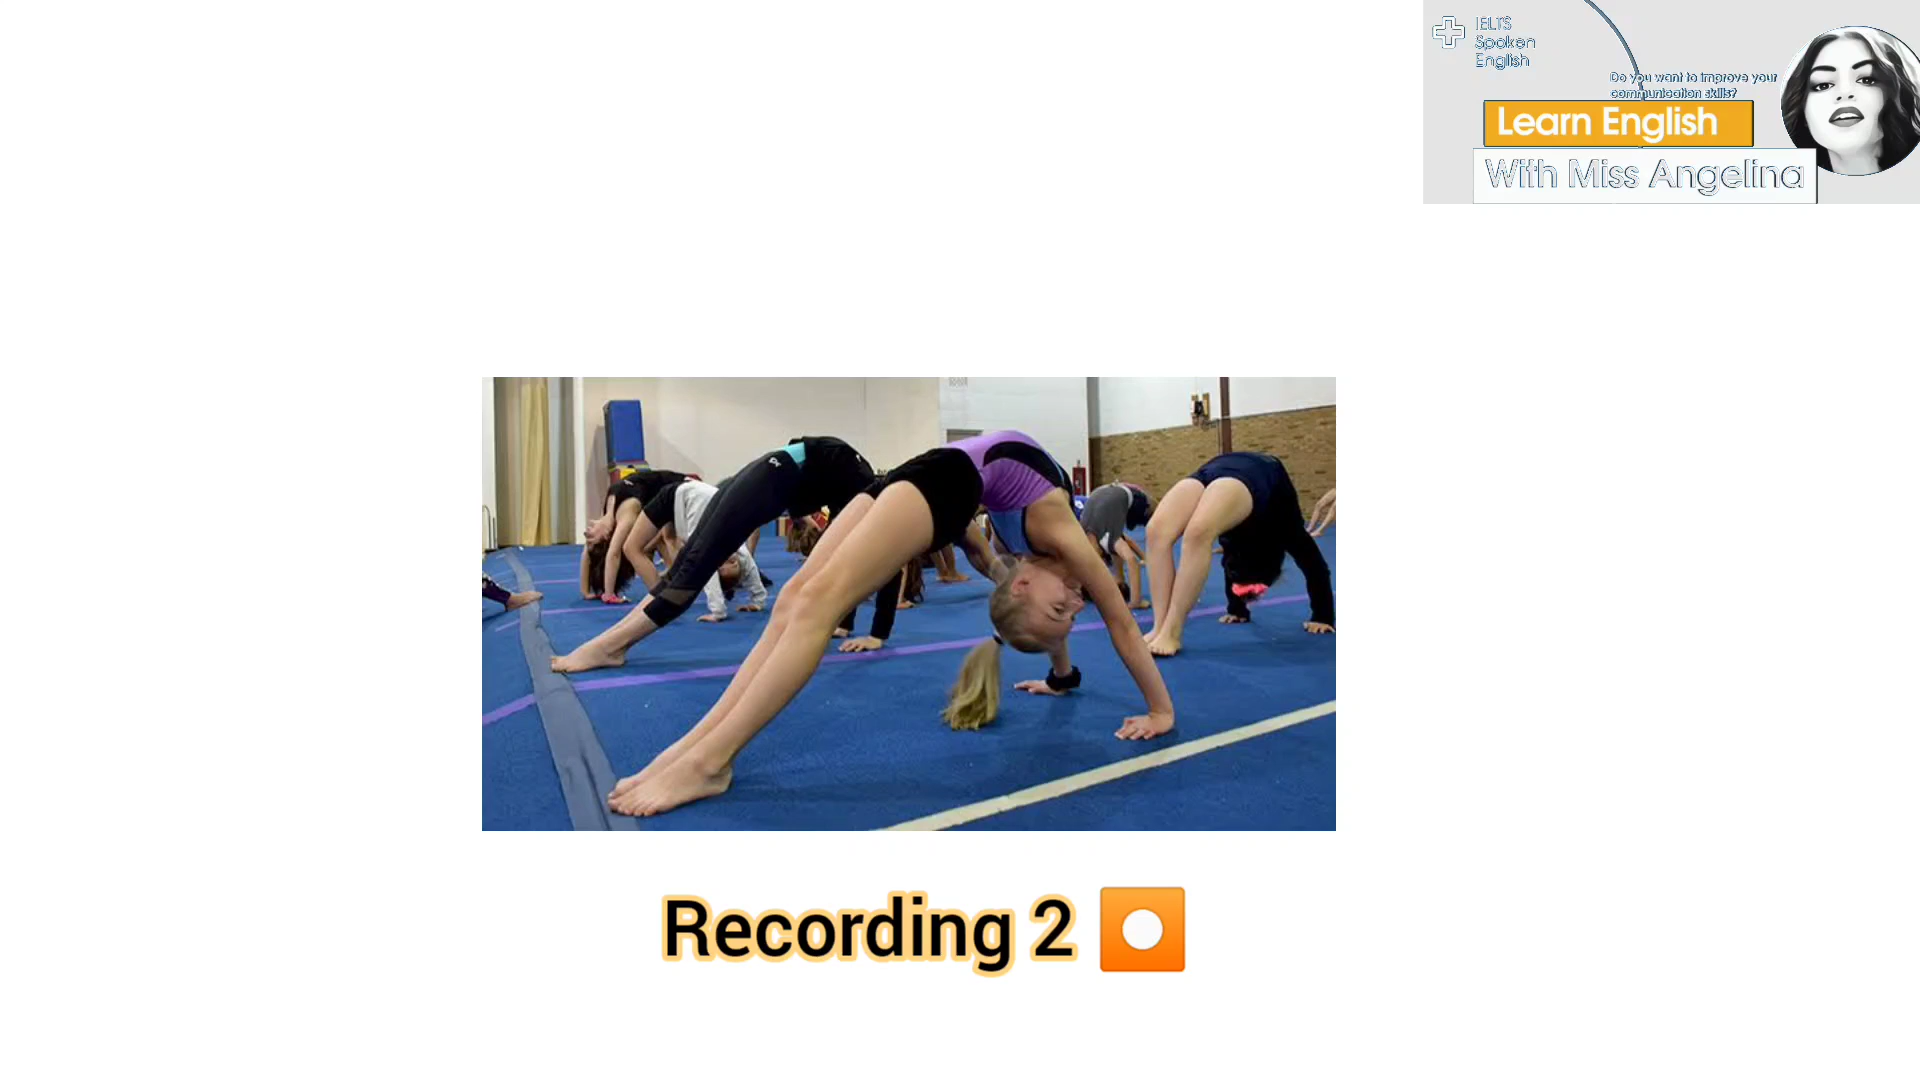 IELTS
Spoken
English
Do you want to improve your
communication skills?
Learn English
With Miss Angelina
Recording 2